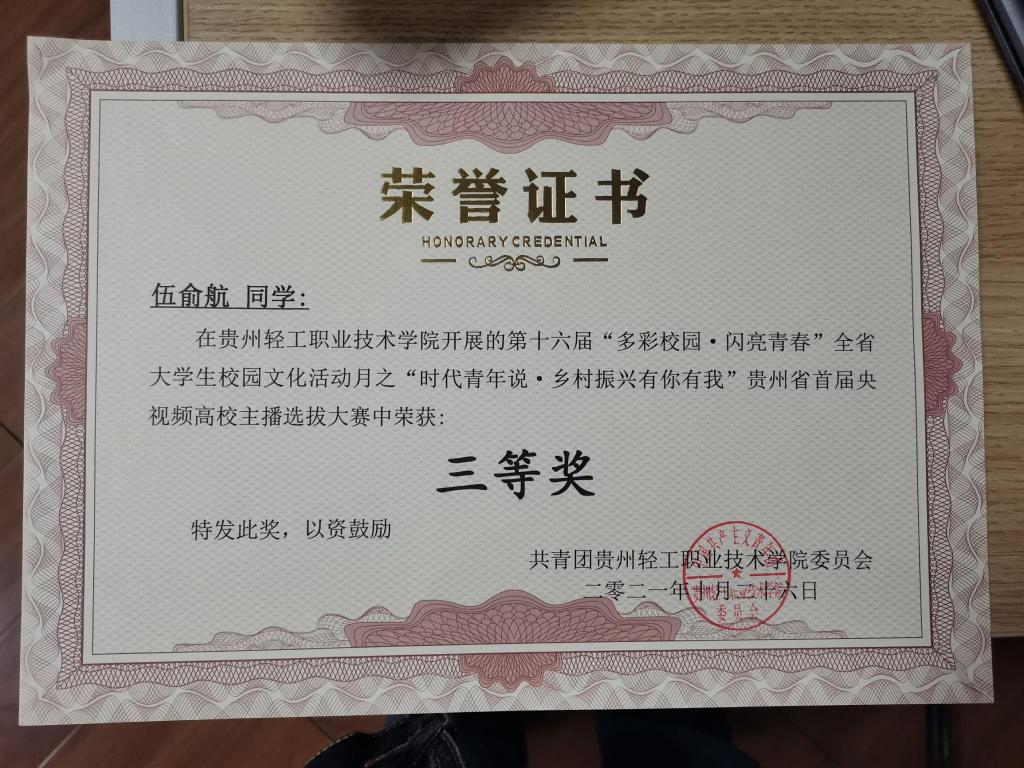 荣誉证书
HONORARY CREDENTIAL
伍俞航 同学:
在贵州轻工职业技术学院开展的第十六届“多彩校园·闪亮青春”全省
大学生校园文化活动月之“时代青年说·乡村振兴有你有我”贵州省首届央
视频高校主播选拔大赛中荣获:
三等奖
特发此奖，以资鼓励
共青团贵州轻工职业技术学院委员会
二零二一年十月二十六日
委员会